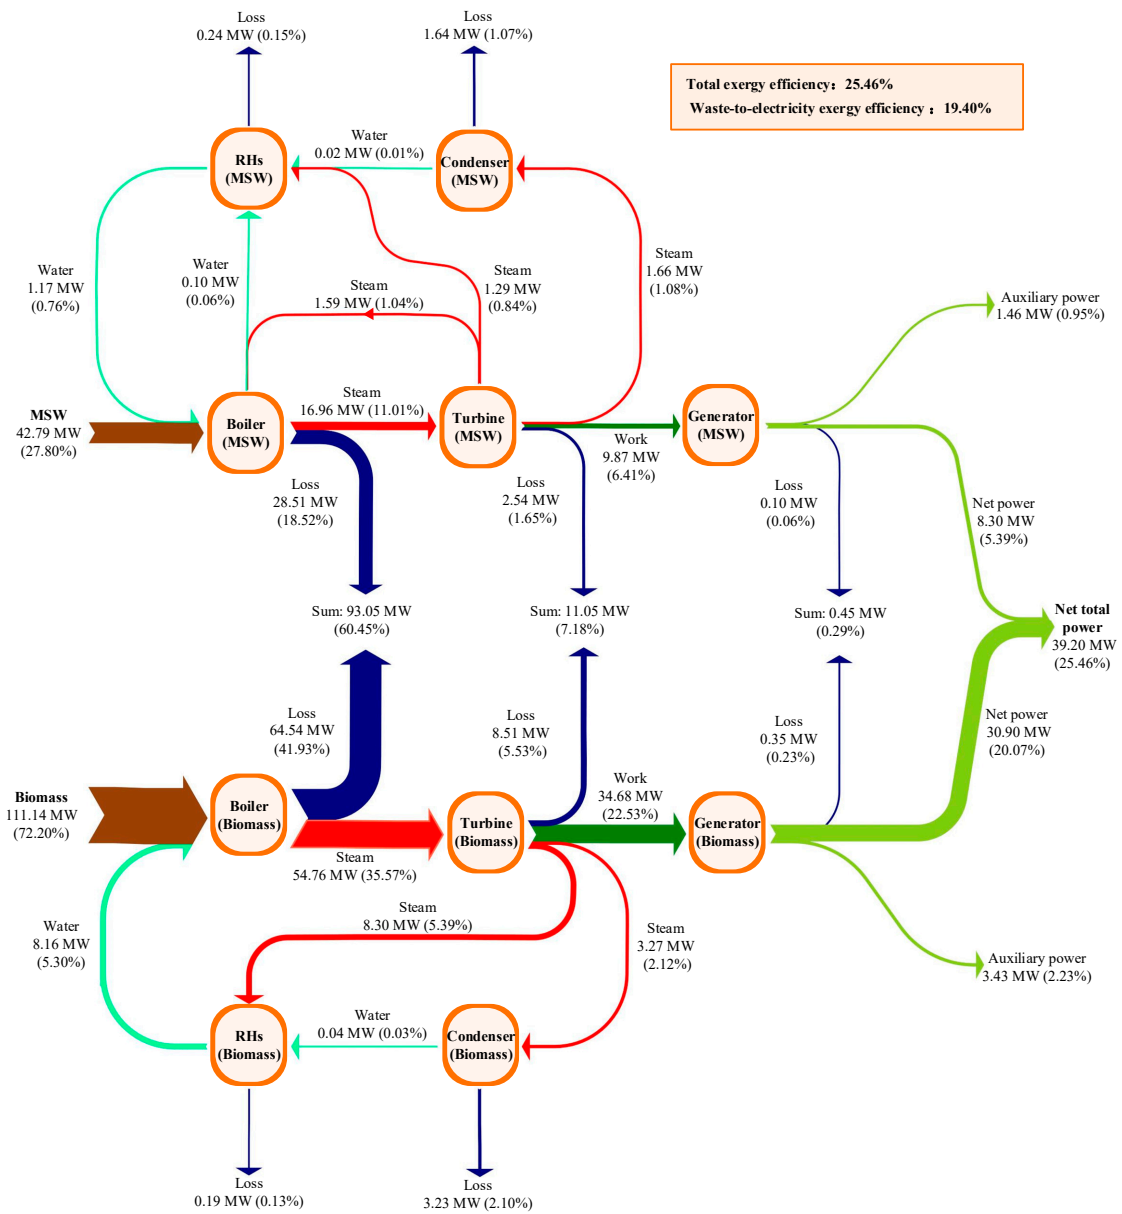 Loss
0.24 MW (0.15%)
Loss
1.64 MW (1.07%)
Total exergy efficiency: 25.46%
Waste-to-electricity exergy efficiency : 19.40%
RHs
(MSW)
Water
0.02 MW (0.01%)
Condenser
(MSW)
Water
1.17 MW
(0.76%)
Water
0.10 MW
(0.06%)
Steam
1.59 MW (1.04%)
Steam
1.29 MW
(0.84%)
Steam
1.66 MW
(1.08%)
Auxiliary power
1.46 MW (0.95%)
MSW
42.79 MW
(27.80%)
Boiler
(MSW)
Steam
16.96 MW (11.01%)
Turbine
(MSW)
Work
9.87 MW
(6.41%)
Generator
(MSW)
Loss
28.51 MW
(18.52%)
Loss
2.54 MW
(1.65%)
Loss
0.10 MW
(0.06%)
Net power
8.30 MW
(5.39%)
Sum: 93.05 MW
(60.45%)
Sum: 11.05 MW
(7.18%)
Sum: 0.45 MW
(0.29%)
Net total
power
39.20 MW
(25.46%)
Loss
64.54 MW
(41.93%)
Loss
8.51 MW
(5.53%)
Loss
0.35 MW
(0.23%)
Net power
30.90 MW
(20.07%)
Biomass
111.14 MW
(72.20%)
Boiler
(Biomass)
Steam
54.76 MW (35.57%)
Turbine
(Biomass)
Work
34.68 MW
(22.53%)
Generator
(Biomass)
Water
8.16 MW
(5.30%)
Steam
8.30 MW (5.39%)
Steam
3.27 MW
(2.12%)
Auxiliary power
3.43 MW (2.23%)
RHs
(Biomass)
Water
0.04 MW (0.03%)
Condenser
(Biomass)
Loss
0.19 MW (0.13%)
Loss
3.23 MW (2.10%)